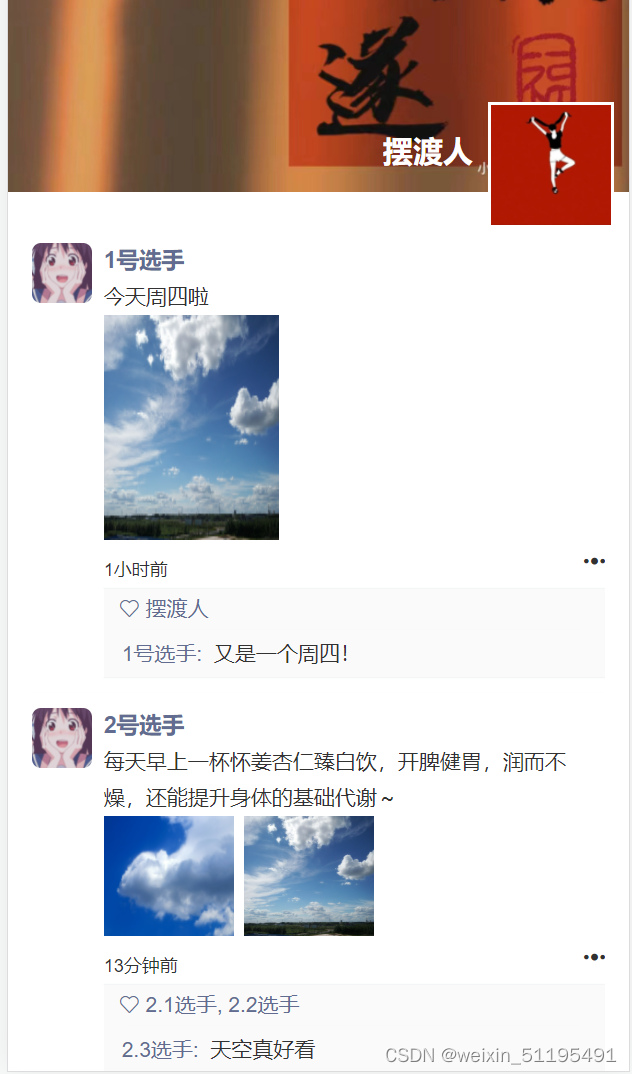 遂
福
摆渡人
小
1号选手
今天周四啦
1小时前
摆渡人
1号选手: 又是一个周四!
2号选手
每天早上一杯怀姜杏仁臻白饮，开脾健胃，润而不
燥，还能提升身体的基础代谢～
13分钟前
2.1选手, 2.2选手
2.3选手: 天空真好看
CSDN @weixin_51195491